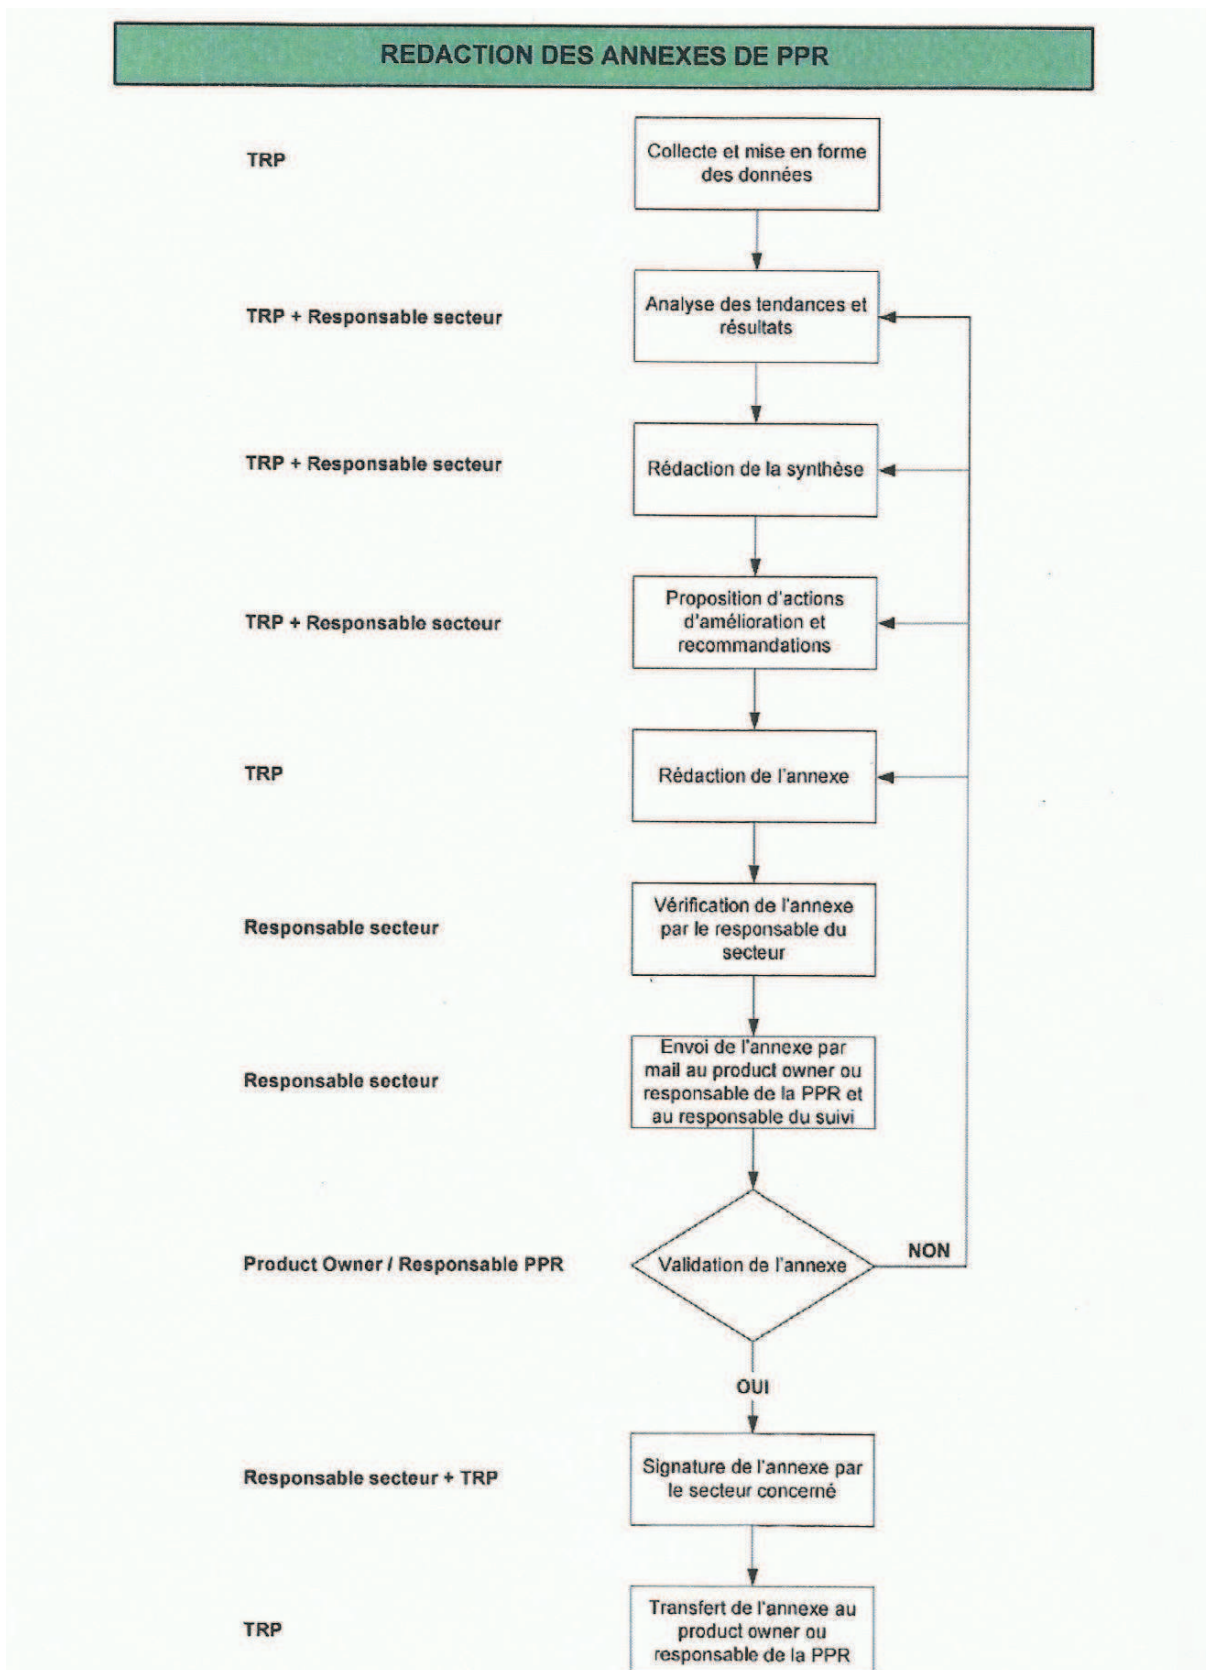 REDACTION DES ANNEXES DE PPR
TRP
Collecte et mise en forme
des données
TRP + Responsable secteur
Analyse des tendances et
résultats
TRP + Responsable secteur
Rédaction de la synthèse
TRP + Responsable secteur
Proposition d'actions
d'amélioration et
recommandations
TRP
Rédaction de l'annexe
Responsable secteur
Vérification de l'annexe
par le responsable du
secteur
Responsable secteur
Envoi de l'annexe par
mail au product owner ou
responsable de la PPR et
au responsable du suivi
Product Owner / Responsable PPR
Validation de l'annexe
NON
OUI
Responsable secteur + TRP
Signature de l'annexe par
le secteur concerné
TRP
Transfert de l'annexe au
product owner ou
responsable de la PPR